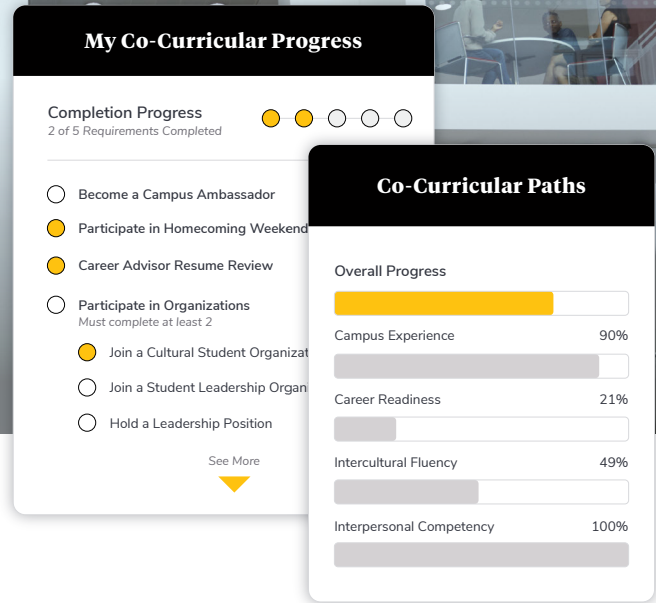 My Co-Curricular Progress
Completion Progress
2 of 5 Requirements Completed
Become a Campus Ambassador
Participate in Homecoming Weekend
Career Advisor Resume Review
Participate in Organizations
Must complete at least 2
Join a Cultural Student Organizat
Join a Student Leadership Organ
Hold a Leadership Position
See More
Co-Curricular Paths
Overall Progress
Campus Experience 90%
Career Readiness 21%
Intercultural Fluency 49%
Interpersonal Competency 100%